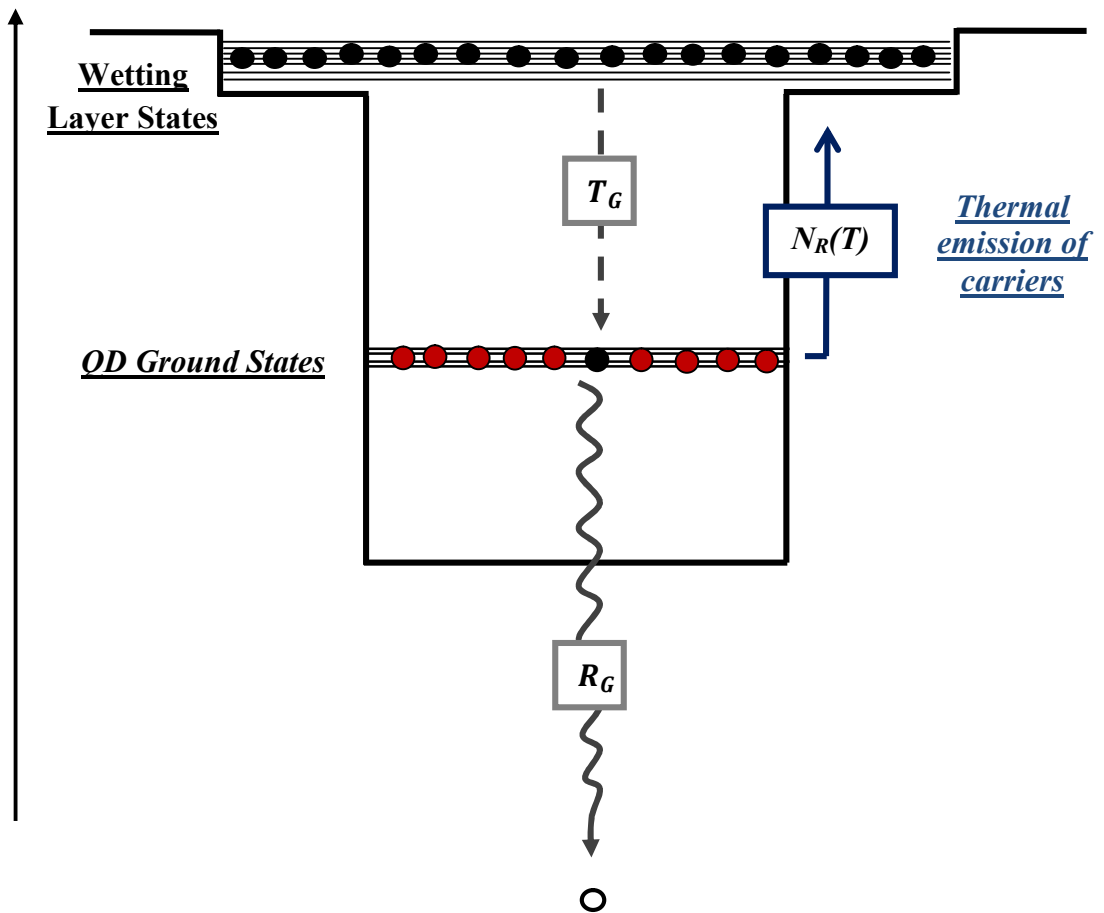 Wetting
Layer States
T_G
N_R(T)
Thermal
emission of
carriers
QD Ground States
R_G